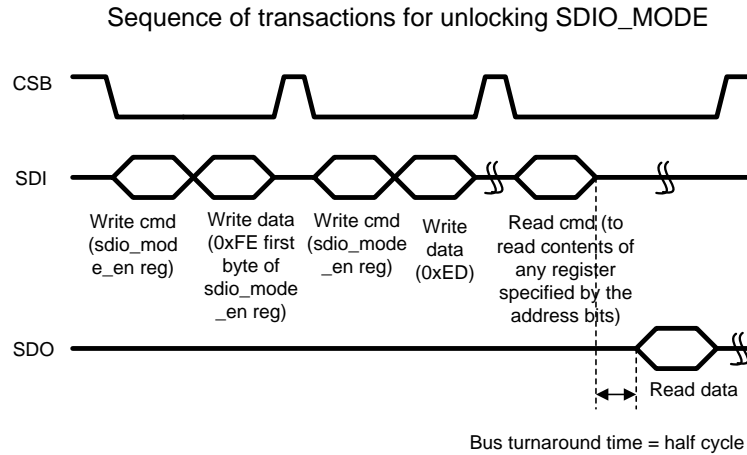 Sequence of transactions for unlocking SDIO_MODE
CSB
SDI
Write cmd
(sdio_mod
e_en reg)
Write data
(0xFE first
byte of
sdio_mode
_en reg)
Write cmd
(sdio_mode
_en reg)
Write
data
(0xED)
Read cmd (to
read contents of
any register
specified by the
address bits)
SDO
Read data
Bus turnaround time = half cycle